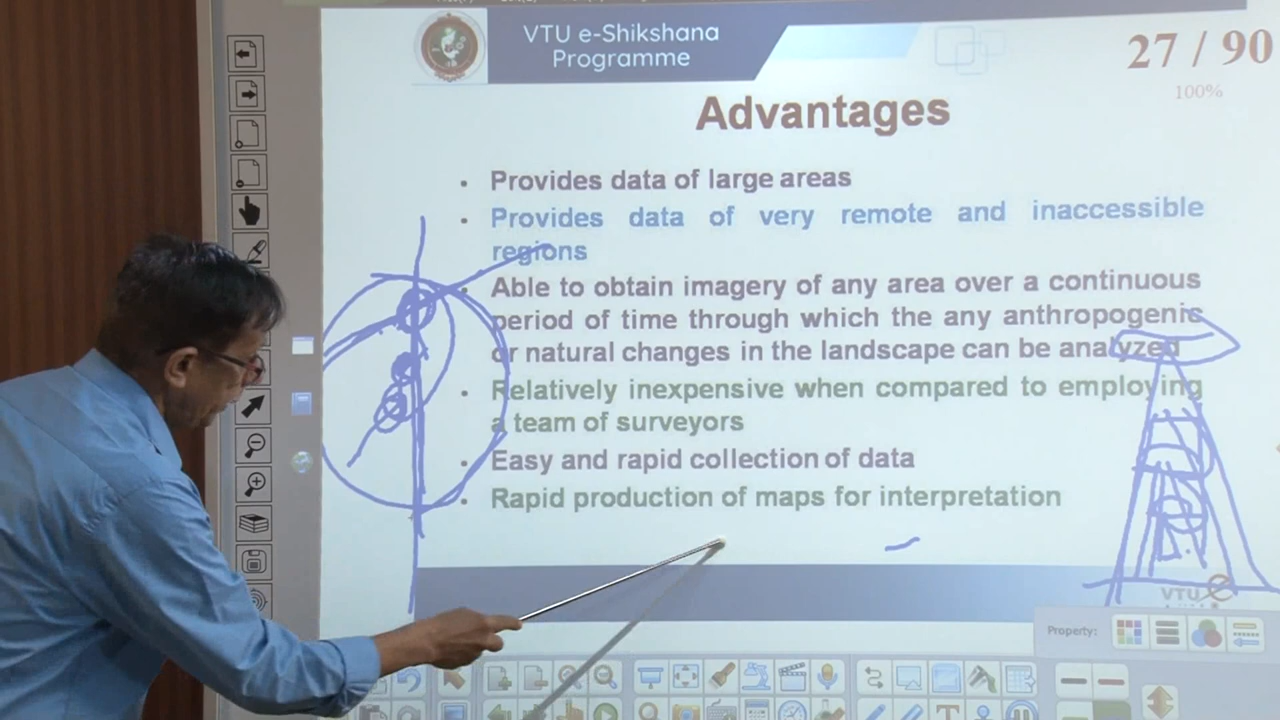 VTU e-Shikshana
Programme
27 / 90
100%
Advantages
• Provides data of large areas
• Provides data of very remote and inaccessible
regions
• Able to obtain imagery of any area over a continuous
period of time through which the any anthropogenic
or natural changes in the landscape can be analyzed
• Relatively inexpensive when compared to employing
a team of surveyors
• Easy and rapid collection of data
• Rapid production of maps for interpretation
VTU e
Property: